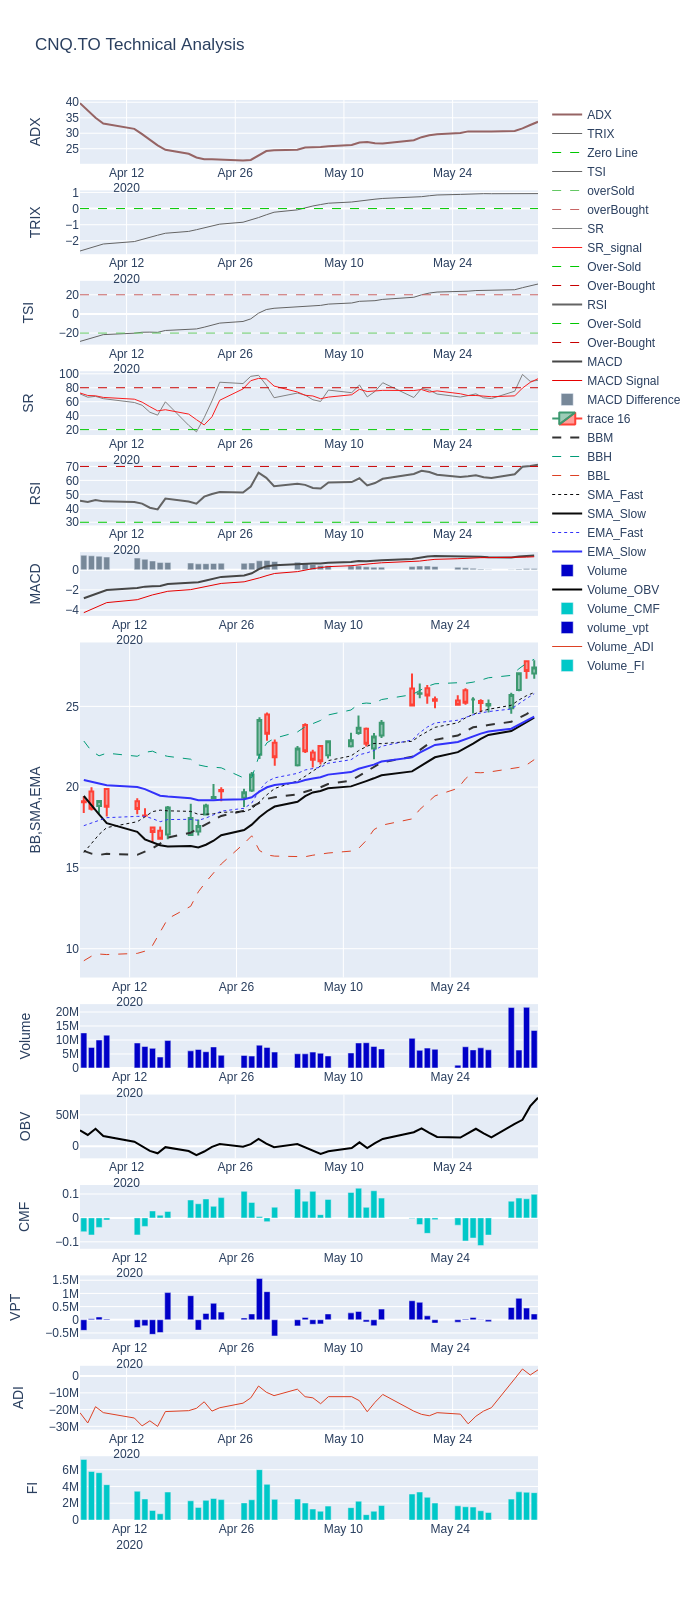 CNQ.TO Technical Analysis
ADX
40
35
30
25
Apr 12
2020
Apr 26
May 10
May 24
TRIX
1
0
−1
−2
Apr 12
2020
Apr 26
May 10
May 24
TSI
20
0
−20
Apr 12
2020
Apr 26
May 10
May 24
SR
100
80
60
40
20
Apr 12
2020
Apr 26
May 10
May 24
RSI
70
60
50
40
30
Apr 12
2020
Apr 26
May 10
May 24
MACD
0
−2
−4
Apr 12
2020
Apr 26
May 10
May 24
BB,SMA,EMA
25
20
15
10
Apr 12
2020
Apr 26
May 10
May 24
Volume
20M
15M
10M
5M
0
Apr 12
2020
Apr 26
May 10
May 24
OBV
50M
0
Apr 12
2020
Apr 26
May 10
May 24
CMF
0.1
0
−0.1
Apr 12
2020
Apr 26
May 10
May 24
VPT
1.5M
1M
0.5M
0
−0.5M
Apr 12
2020
Apr 26
May 10
May 24
ADI
0
−10M
−20M
−30M
Apr 12
2020
Apr 26
May 10
May 24
FI
6M
4M
2M
0
Apr 12
2020
Apr 26
May 10
May 24
ADX
TRIX
Zero Line
TSI
overSold
overBought
SR
SR_signal
Over-Sold
Over-Bought
RSI
Over-Sold
Over-Bought
MACD
MACD Signal
MACD Difference
trace 16
BBM
BBH
BBL
SMA_Fast
SMA_Slow
EMA_Fast
EMA_Slow
Volume
Volume_OBV
Volume_CMF
volume_vpt
Volume_ADI
Volume_FI